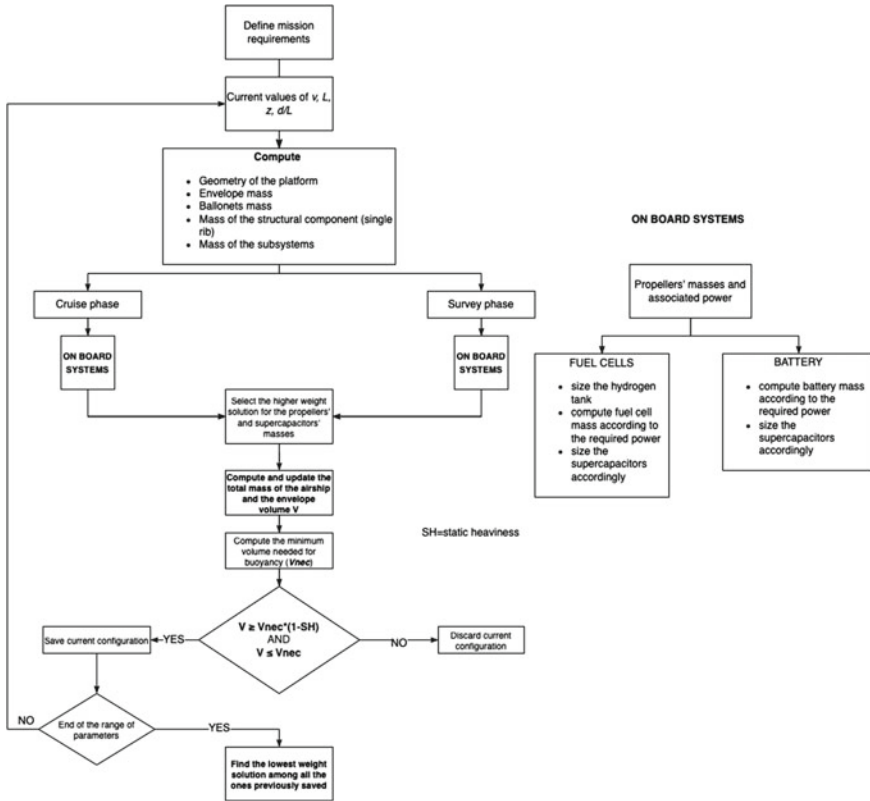 Define mission
requirements
Current values of v, L,
z, d/L
Compute
• Geometry of the platform
• Envelope mass
• Ballonets mass
• Mass of the structural component (single
rib)
• Mass of the subsystems
Cruise phase
Survey phase
ON BOARD
SYSTEMS
ON BOARD
SYSTEMS
Select the higher weight
solution for the propellers'
and supercapacitors'
masses
Compute and update the
total mass of the airship
and the envelope
volume V
Compute the minimum
volume needed for
buoyancy (Vnec)
V ≥ Vnec*(1-SH)
AND
V ≤ Vnec
YES
NO
Save current configuration
Discard current
configuration
End of the range of
parameters
NO
YES
Find the lowest weight
solution among all the
ones previously saved
ON BOARD SYSTEMS
Propellers' masses and
associated power
FUEL CELLS
• size the hydrogen
tank
• compute fuel cell
mass according to
the required power
• size the
supercapacitors
accordingly
BATTERY
• compute battery mass
according to the
required power
• size the
supercapacitors
accordingly
SH=static heaviness